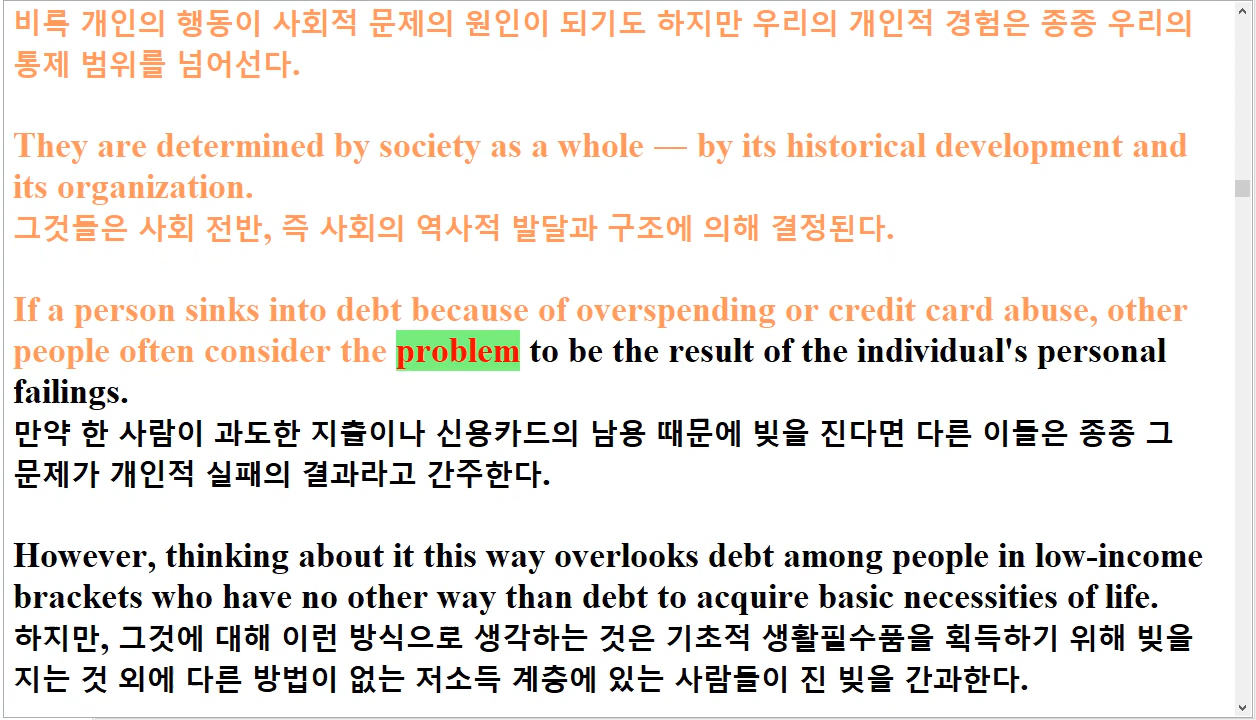 비륵 개인의 행동이 사회적 문제의 원인이 되기도 하지만 우리의 개인적 경험은 종종 우리의
통제 범위를 넘어선다.
They are determined by society as a whole — by its historical development and
its organization.
그것들은 사회 전반, 즉 사회의 역사적 발달과 구조에 의해 결정된다.
If a person sinks into debt because of overspending or credit card abuse, other
people often consider the problem to be the result of the individual's personal
failings.
만약 한 사람이 과도한 지출이나 신용카드의 남용 때문에 빚을 진다면 다른 이들은 종종 그
문제가 개인적 실패의 결과라고 간주한다.
However, thinking about it this way overlooks debt among people in low-income
brackets who have no other way than debt to acquire basic necessities of life.
하지만, 그것에 대해 이런 방식으로 생각하는 것은 기초적 생활필수품을 획득하기 위해 빚을
지는 것 외에 다른 방법이 없는 저소득 계층에 있는 사람들이 진 빚을 간과한다.